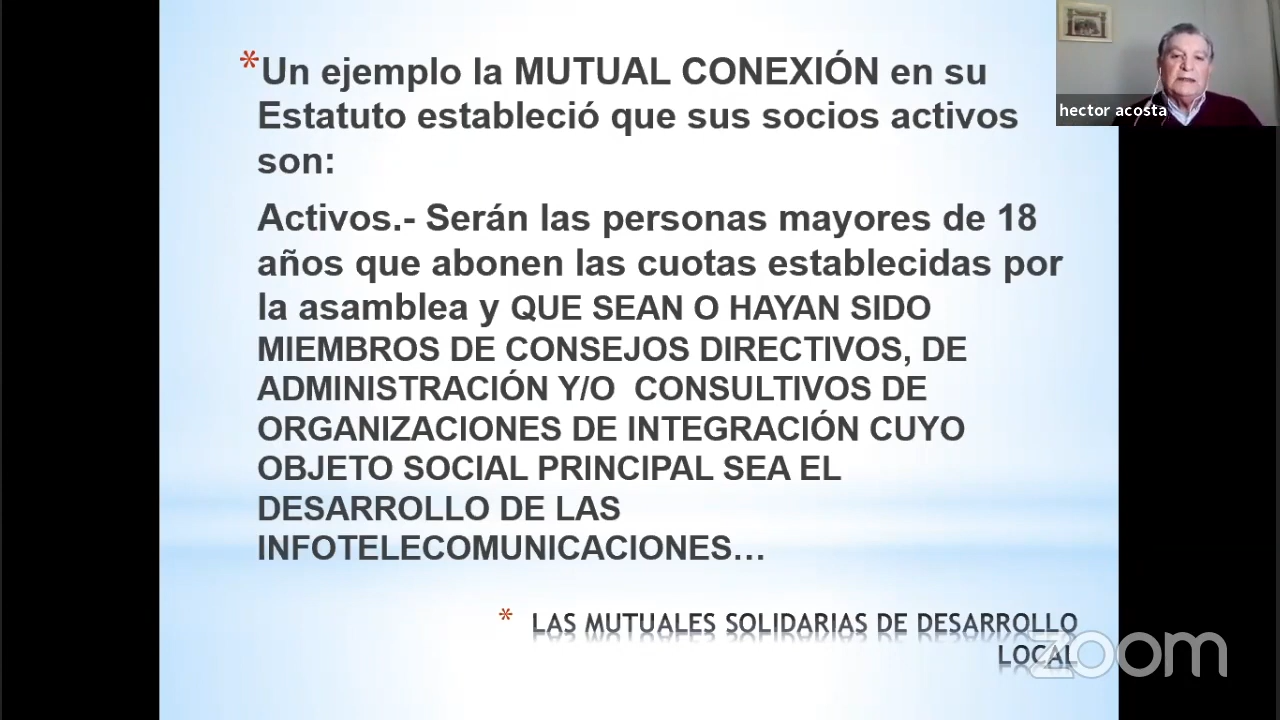 *Un ejemplo la MUTUAL CONEXIÓN en su
Estatuto estableció que sus socios activos
son:
Activos.- Serán las personas mayores de 18
años que abonen las cuotas establecidas por
la asamblea y QUE SEAN O HAYAN SIDO
MIEMBROS DE CONSEJOS DIRECTIVOS, DE
ADMINISTRACIÓN Y/O CONSULTIVOS DE
ORGANIZACIONES DE INTEGRACIÓN CUYO
OBJETO SOCIAL PRINCIPAL SEA EL
DESARROLLO DE LAS
INFOTELECOMUNICACIONES...
* LAS MUTUALES SOLIDARIAS DE DESARROLLO
LOCAL
hector acosta
zoom